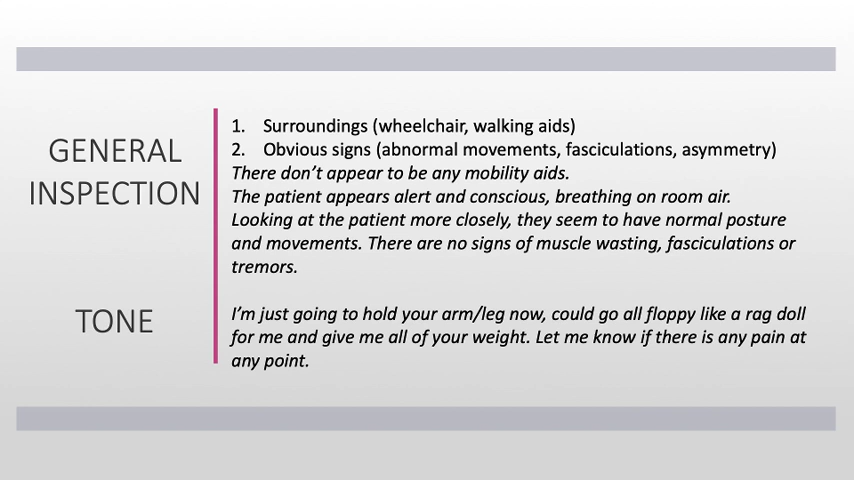 GENERAL
INSPECTION
1. Surroundings (wheelchair, walking aids)
2. Obvious signs (abnormal movements, fasciculations, asymmetry)
There don’t appear to be any mobility aids.
The patient appears alert and conscious, breathing on room air.
Looking at the patient more closely, they seem to have normal posture
and movements. There are no signs of muscle wasting, fasciculations or
tremors.
TONE
I’m just going to hold your arm/leg now, could go all floppy like a rag doll
for me and give me all of your weight. Let me know if there is any pain at
any point.